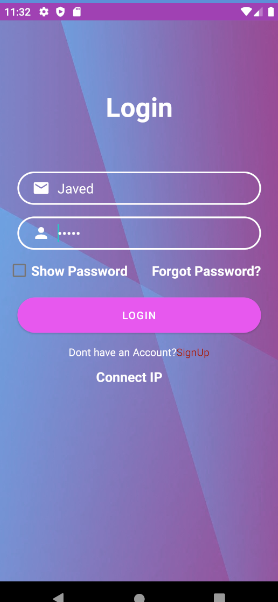 11:32
Login
Javed
•••••
Show Password Forgot Password?
LOGIN
Dont have an Account?SignUp
Connect IP